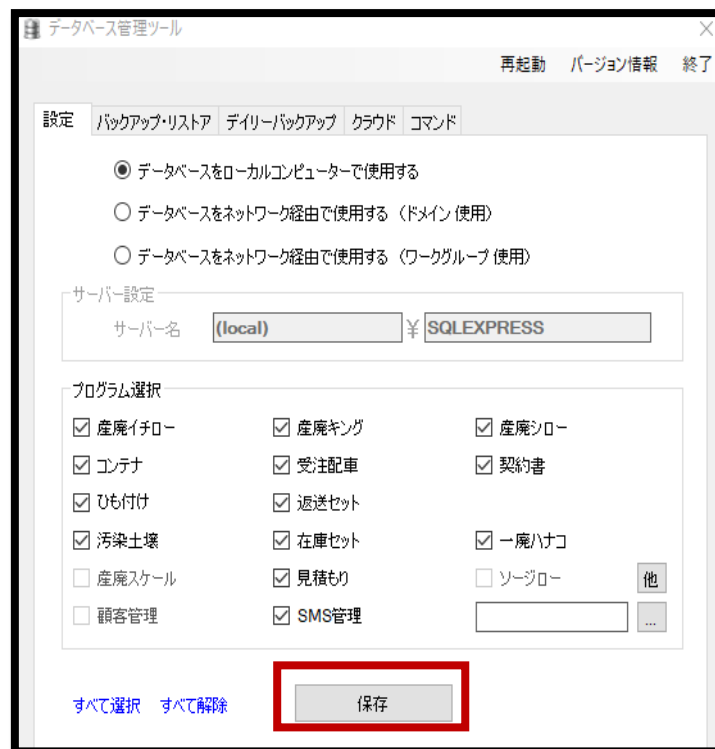 データベース管理ツール
再起動 バージョン情報 終了
設定 バックアップ・リストア デイリーバックアップ クラウド コマンド
データベースをローカルコンピューターで使用する
データベースをネットワーク経由で使用する（ドメイン使用）
データベースをネットワーク経由で使用する（ワークグループ使用）
サーバー設定
サーバー名 (local) ¥ SQLEXPRESS
プログラム選択
産廃イチロー 産廃キング 産廃シロー
コンテナ 受注配車 契約書
ひも付け 返送セット
汚染土壌 在庫セット 一廃ハナコ
産廃スケール 見積もり ソージロー 他
顧客管理 SMS管理 ...
すべて選択 すべて解除 保存